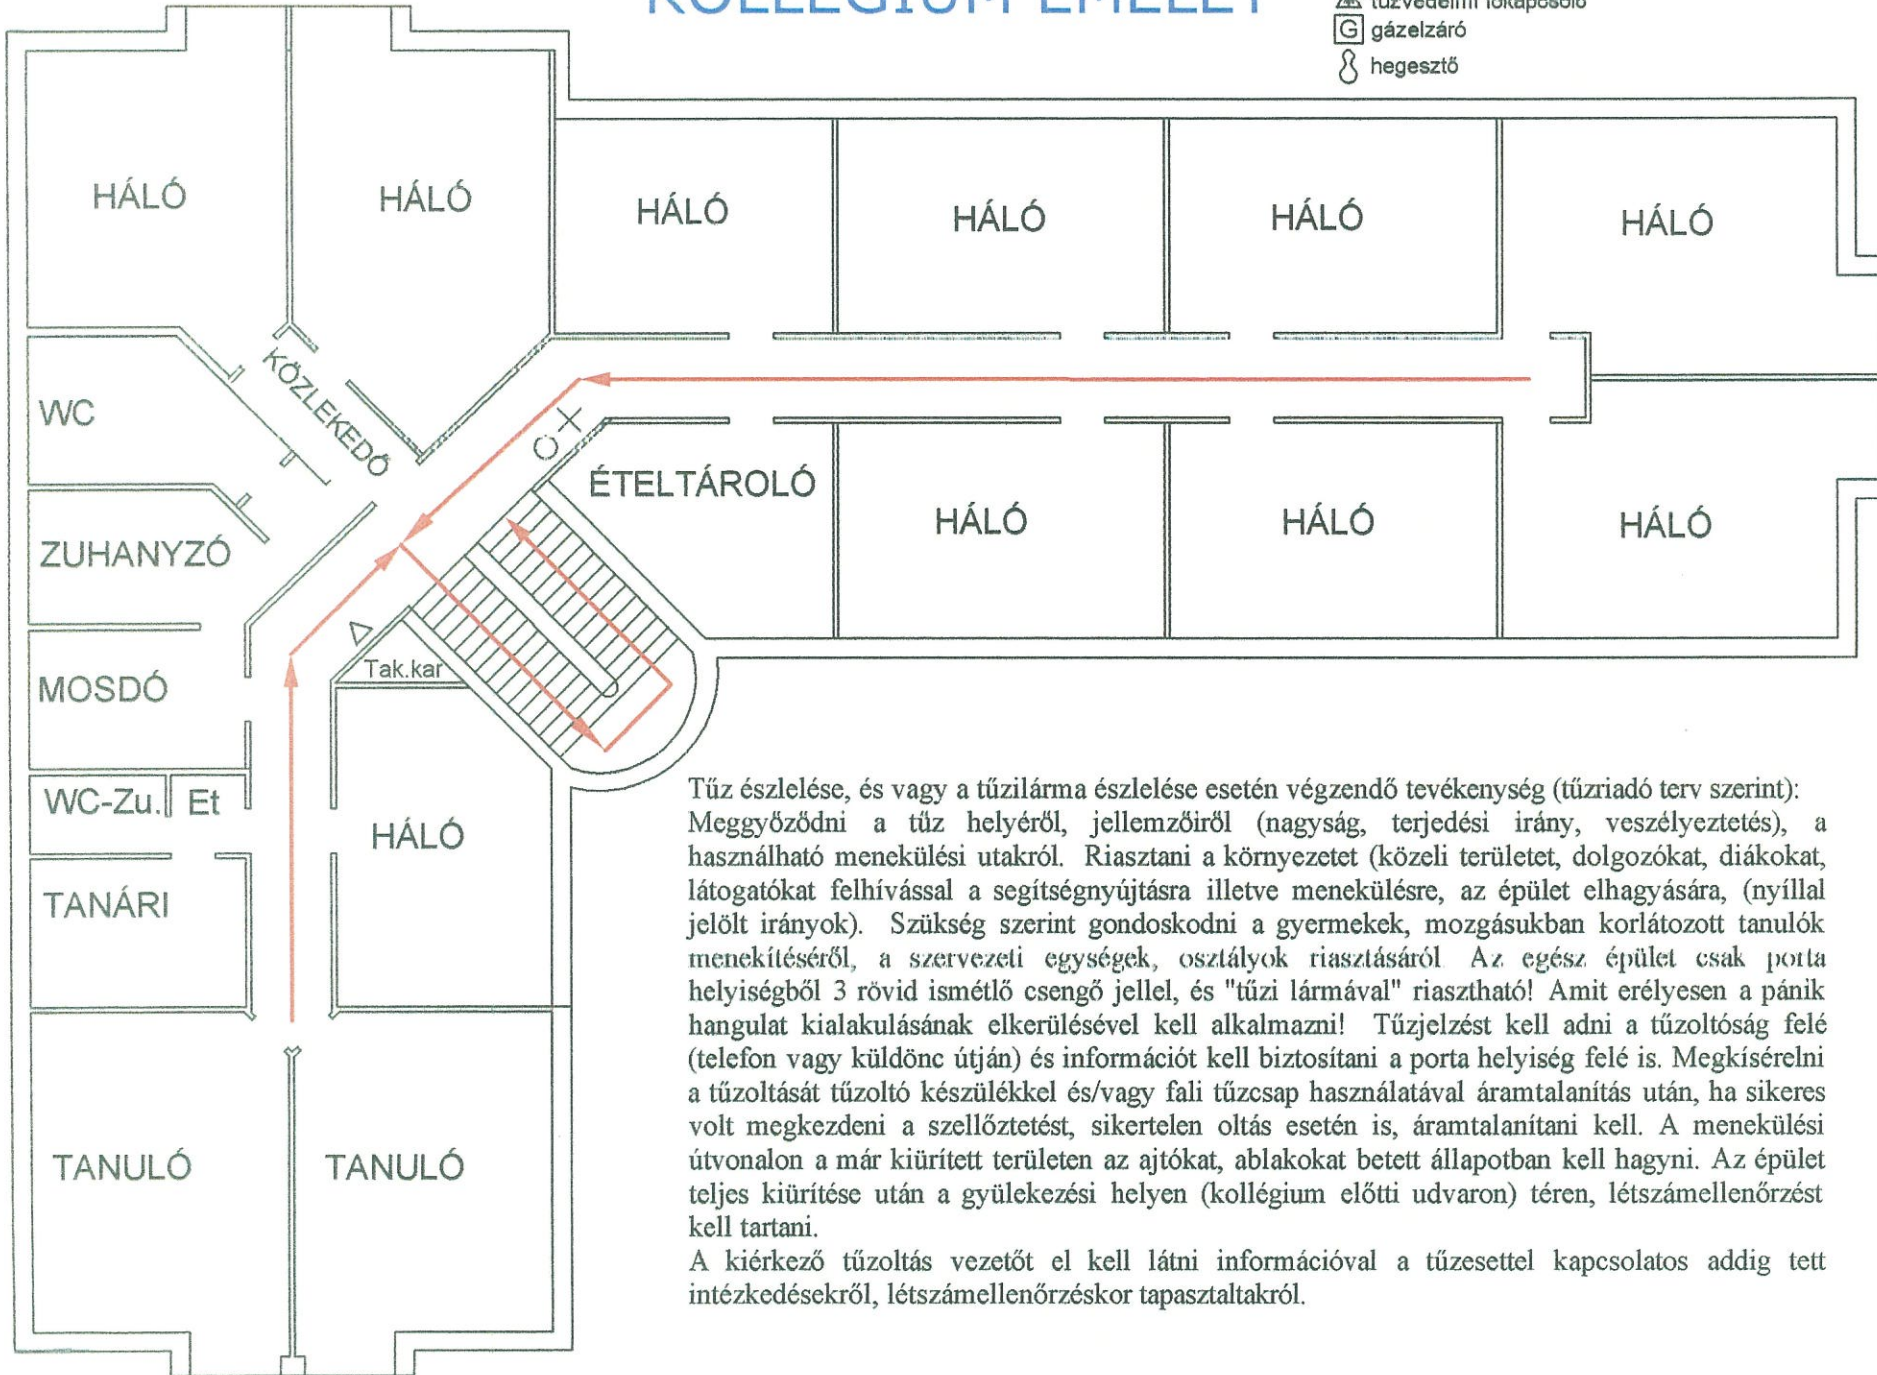 KOLLÉGIUM EMELET
tűzvédelmi főkapcsoló
G gázelzáró
hegesztő
HÁLÓ
HÁLÓ
HÁLÓ
HÁLÓ
HÁLÓ
HÁLÓ
KÖZLEKEDŐ
WC
ÉTELTÁROLÓ
HÁLÓ
HÁLÓ
HÁLÓ
ZUHANYZÓ
Tak.kar
MOSDÓ
WC-Zu.
Et
HÁLÓ
TANÁRI
TANULÓ
TANULÓ
Tűz észlelése, és vagy a tűzilárma észlelése esetén végzendő tevékenység (tűzriadó terv szerint):
Meggyőződni a tűz helyéről, jellemzőiről (nagyság, terjedési irány, veszélyeztetés), a
használható menekülési utakról. Riasztani a környezetet (közeli területet, dolgozókat, diákokat,
látogatókat felhívással a segítségnyújtásra illetve menekülésre, az épület elhagyására, (nyíllal
jelölt irányok). Szükség szerint gondoskodni a gyermekek, mozgásukban korlátozott tanulók
menekítéséről, a szervezeti egységek, osztályok riasztásáról Az egész épület csak porta
helyiségből 3 rövid ismétlő csengő jellel, és "tűzi lármával" riasztható! Amit erélyesen a pánik
hangulat kialakulásának elkerülésével kell alkalmazni! Tűzjelzést kell adni a tűzoltóság felé
(telefon vagy küldönc útján) és információt kell biztosítani a porta helyiség felé is. Megkísérelni
a tűzoltását tűzoltó készülékkel és/vagy fali tűzcsap használatával áramtalanítás után, ha sikeres
volt megkezdeni a szellőztetést, sikertelen oltás esetén is, áramtalanítani kell. A menekülési
útvonalon a már kiürített területen az ajtókat, ablakokat betett állapotban kell hagyni. Az épület
teljes kiürítése után a gyülekezési helyen (kollégium előtti udvaron) téren, létszámellenőrzést
kell tartani.
A kiérkező tűzoltás vezetőt el kell látni információval a tűzesettel kapcsolatos addig tett
intézkedésekről, létszámellenőrzéskor tapasztaltakról.